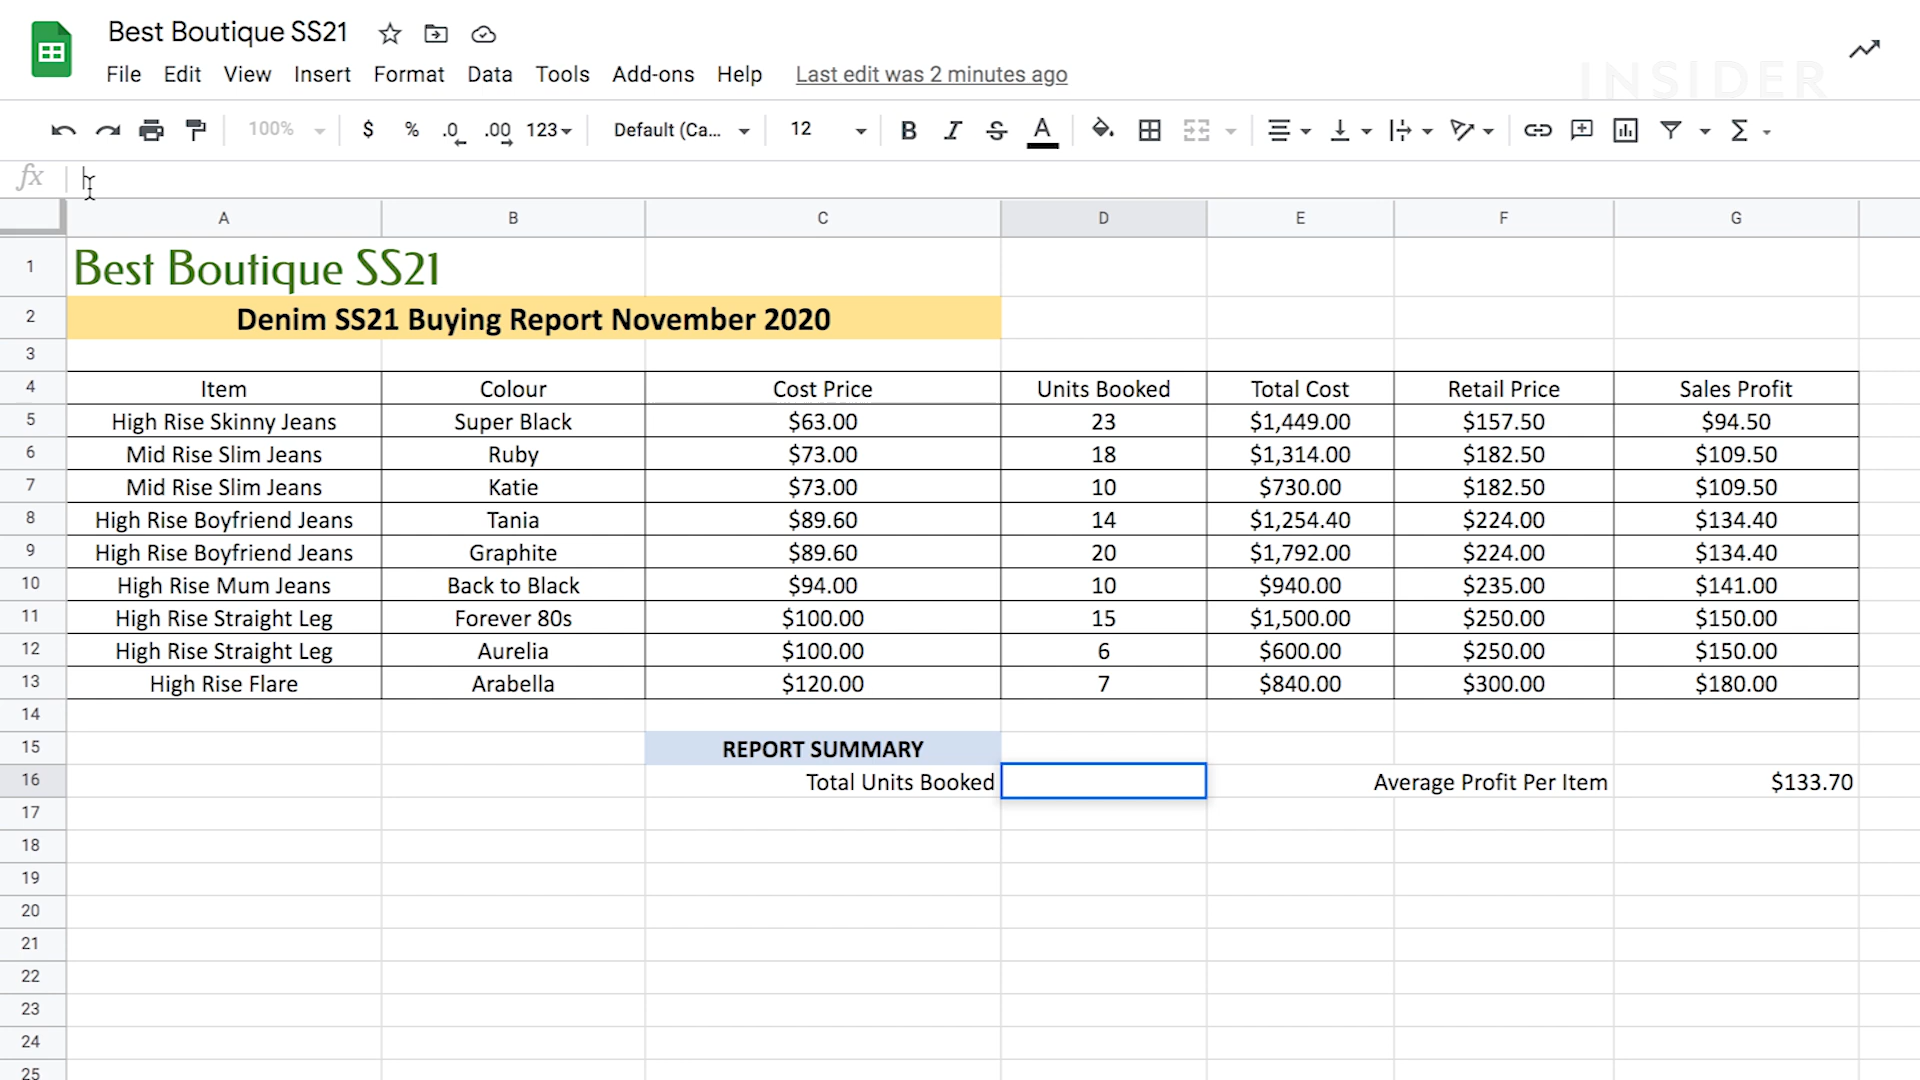 Best Boutique SS21
File Edit View Insert Format Data Tools Add-ons Help Last edit was 2 minutes ago
INSIDER
100% $ % .0 .00 123 Default (Ca... 12 B I S A Σ
fx
A B C D E F G
1 Best Boutique SS21
2 Denim SS21 Buying Report November 2020
3
4 Item Colour Cost Price Units Booked Total Cost Retail Price Sales Profit
5 High Rise Skinny Jeans Super Black $63.00 23 $1,449.00 $157.50 $94.50
6 Mid Rise Slim Jeans Ruby $73.00 18 $1,314.00 $182.50 $109.50
7 Mid Rise Slim Jeans Katie $73.00 10 $730.00 $182.50 $109.50
8 High Rise Boyfriend Jeans Tania $89.60 14 $1,254.40 $224.00 $134.40
9 High Rise Boyfriend Jeans Graphite $89.60 20 $1,792.00 $224.00 $134.40
10 High Rise Mum Jeans Back to Black $94.00 10 $940.00 $235.00 $141.00
11 High Rise Straight Leg Forever 80s $100.00 15 $1,500.00 $250.00 $150.00
12 High Rise Straight Leg Aurelia $100.00 6 $600.00 $250.00 $150.00
13 High Rise Flare Arabella $120.00 7 $840.00 $300.00 $180.00
14
15 REPORT SUMMARY
16 Total Units Booked Average Profit Per Item $133.70
17
18
19
20
21
22
23
24
25